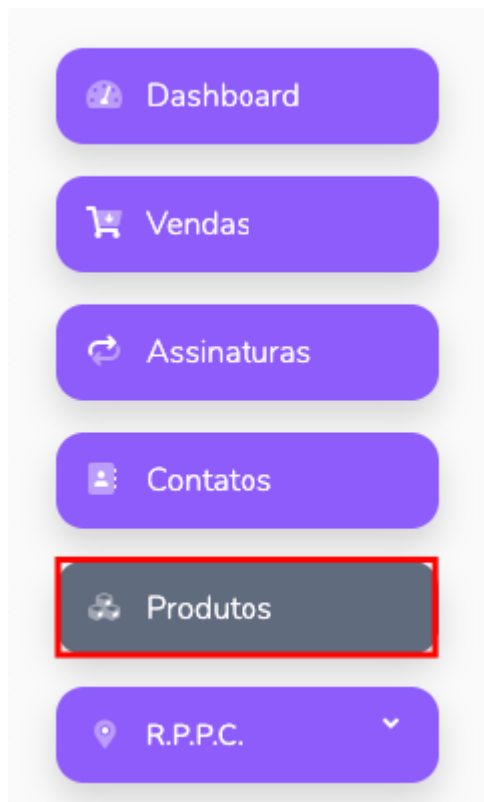 Dashboard
Vendas
Assinaturas
Contatos
Produtos
R.P.P.C.